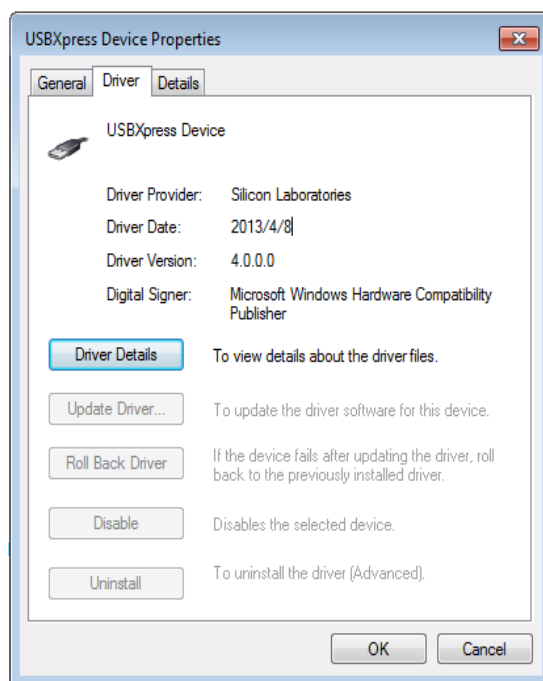 USBXpress Device Properties
General Driver Details
USBXpress Device
Driver Provider: Silicon Laboratories
Driver Date: 2013/4/8
Driver Version: 4.0.0.0
Digital Signer: Microsoft Windows Hardware Compatibility
Publisher
Driver Details To view details about the driver files.
Update Driver... To update the driver software for this device.
Roll Back Driver If the device fails after updating the driver, roll
back to the previously installed driver.
Disable Disables the selected device.
Uninstall To uninstall the driver (Advanced).
OK Cancel